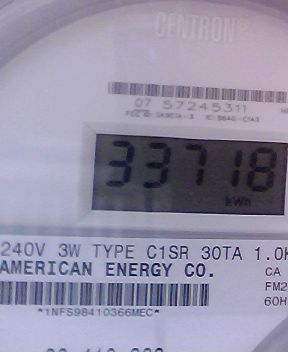 CENTRON®
07 57245311
33718
kWh
240V 3W TYPE C1SR 30TA 1.0K
AMERICAN ENERGY CO.
CA
FM2
60H
*1NFS98410366MEC*